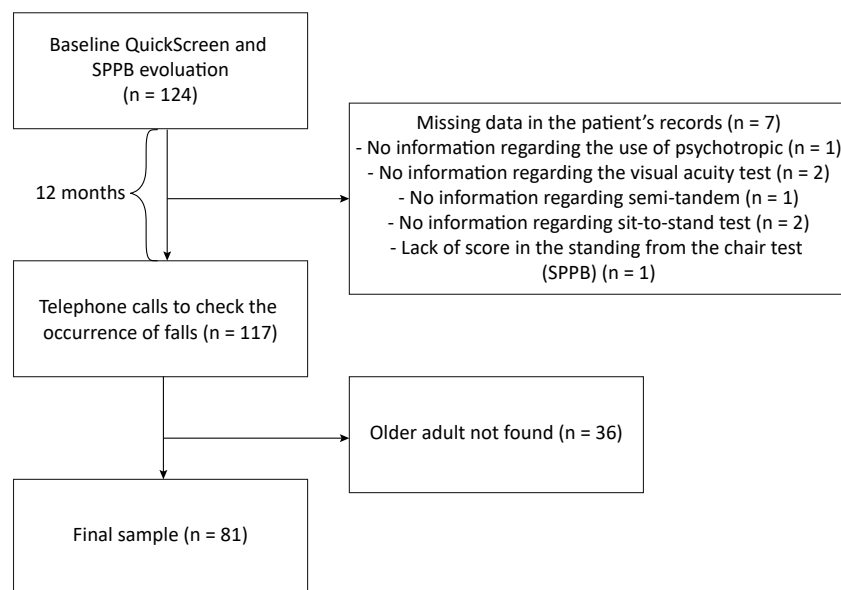 Baseline QuickScreen and
SPPB evoluation
(n = 124)
Missing data in the patient's records (n = 7)
- No information regarding the use of psychotropic (n = 1)
- No information regarding the visual acuity test (n = 2)
- No information regarding semi-tandem (n = 1)
- No information regarding sit-to-stand test (n = 2)
- Lack of score in the standing from the chair test
(SPPB) (n = 1)
12 months
Telephone calls to check the
occurrence of falls (n = 117)
Older adult not found (n = 36)
Final sample (n = 81)